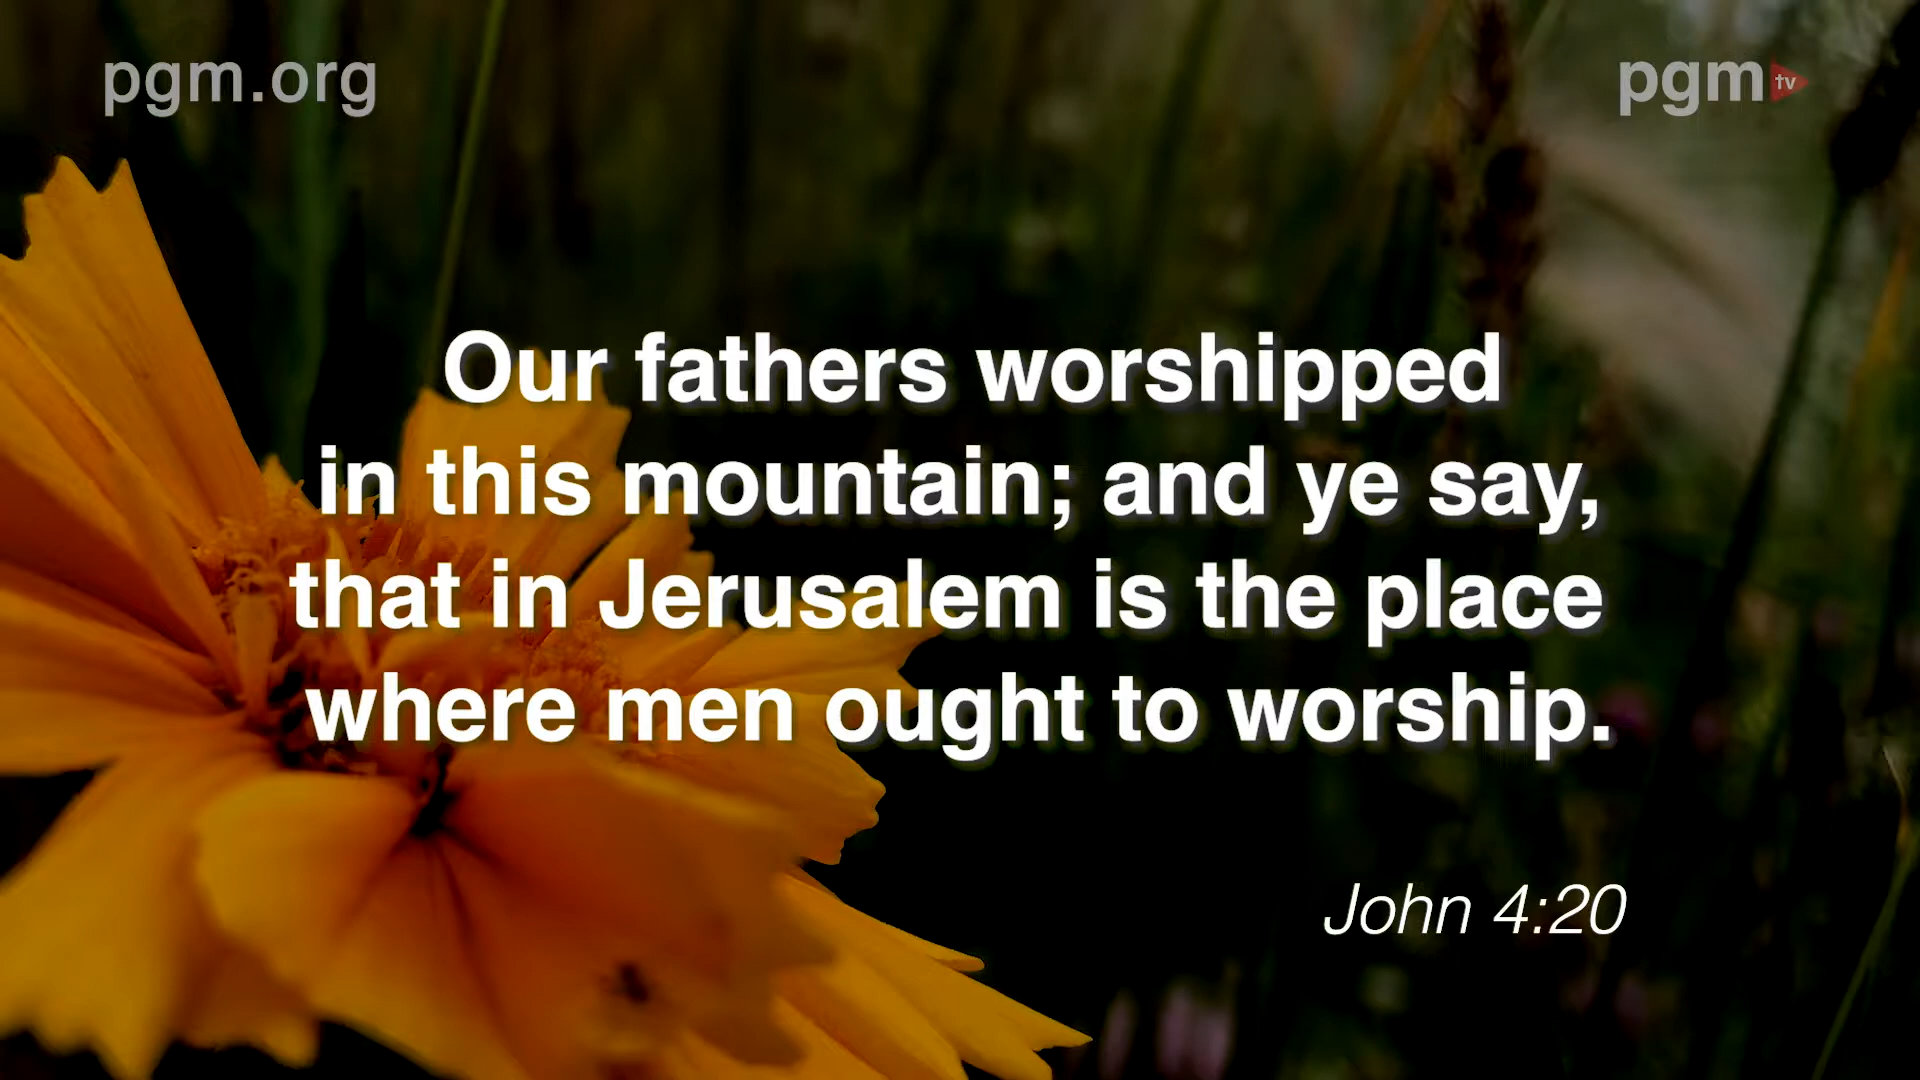 pgm.org
pgm tv
Our fathers worshipped
in this mountain; and ye say,
that in Jerusalem is the place
where men ought to worship.
John 4:20